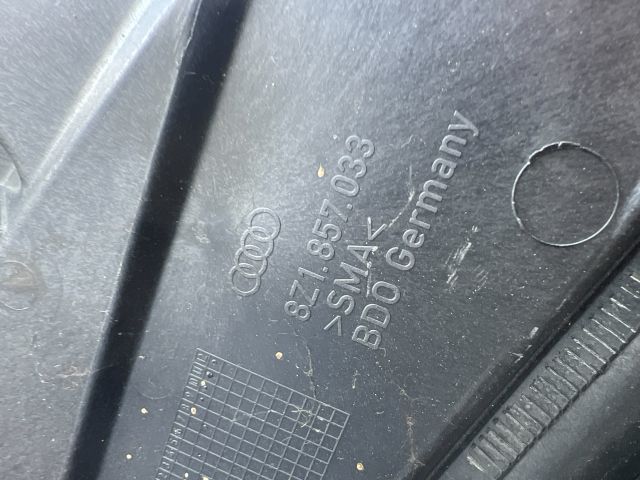 8Z1.857.033
>SMA<
BDO Germany